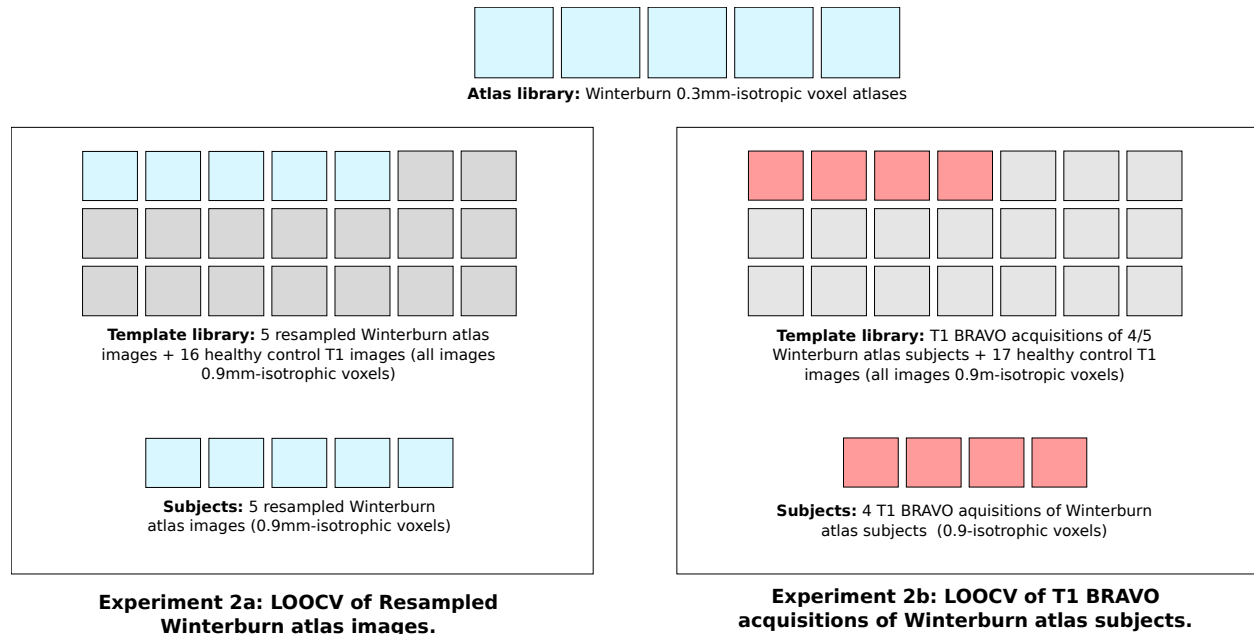 Atlas library: Winterburn 0.3mm-isotropic voxel atlases
Template library: 5 resampled Winterburn atlas
images + 16 healthy control T1 images (all images
0.9mm-isotrophic voxels)
Subjects: 5 resampled Winterburn
atlas images (0.9mm-isotrophic voxels)
Experiment 2a: LOOCV of Resampled
Winterburn atlas images.
Template library: T1 BRAVO acquisitions of 4/5
Winterburn atlas subjects + 17 healthy control T1
images (all images 0.9m-isotropic voxels)
Subjects: 4 T1 BRAVO aquisitions of Winterburn
atlas subjects (0.9-isotrophic voxels)
Experiment 2b: LOOCV of T1 BRAVO
acquisitions of Winterburn atlas subjects.